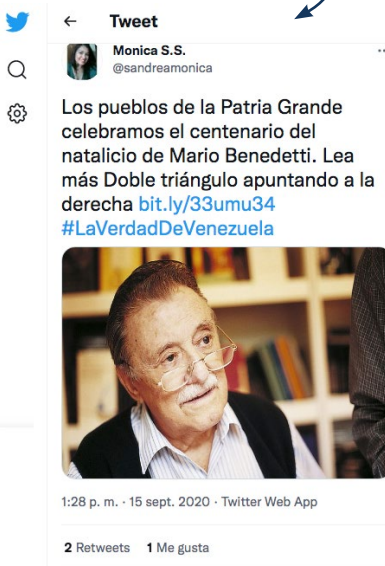 Tweet
Monica S.S.
@sandreamonica
Los pueblos de la Patria Grande
celebramos el centenario del
natalicio de Mario Benedetti. Lea
más Doble triángulo apuntando a la
derecha bit.ly/33umu34
#LaVerdadDeVenezuela
1:28 p. m. · 15 sept. 2020 · Twitter Web App
2 Retweets 1 Me gusta